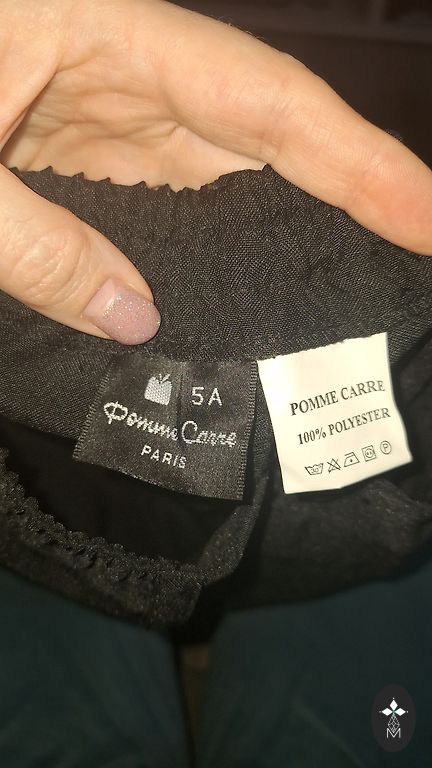 5A
Pomme Carre
PARIS
POMME CARRE
100% POLYESTER
M